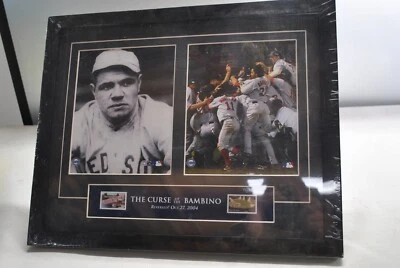 RED SOX
THE CURSE OF THE BAMBINO
Reversed! Oct 27, 2004